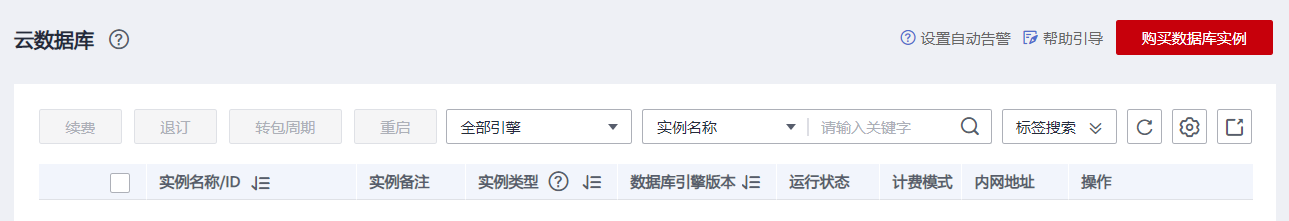 云数据库 设置自动告警 帮助引导 购买数据库实例
续费 退订 转包周期 重启 全部引擎 实例名称 请输入关键字 标签搜索
实例名称/ID 实例备注 实例类型 数据库引擎版本 运行状态 计费模式 内网地址 操作